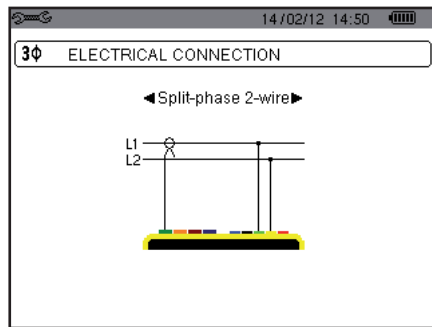 14/02/12 14:50
3Φ ELECTRICAL CONNECTION
◄Split-phase 2-wire►
L1
L2